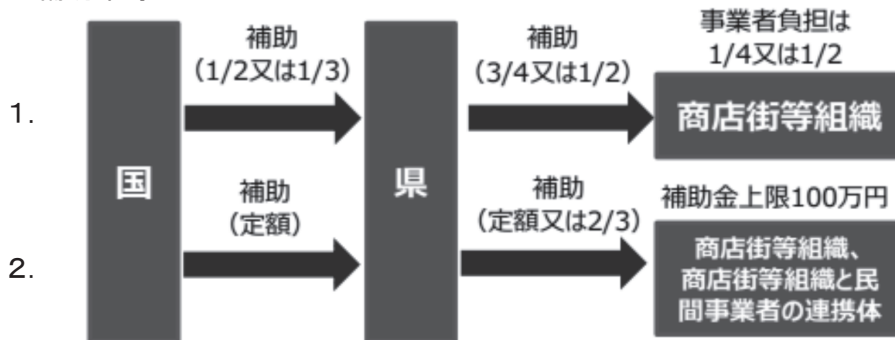 国
県
1.
補助
（1/2又は1/3）
補助
（3/4又は1/2）
事業者負担は
1/4又は1/2
商店街等組織
2.
補助
（定額）
補助
（定額又は2/3）
補助金上限100万円
商店街等組織、
商店街等組織と民
間事業者の連携体